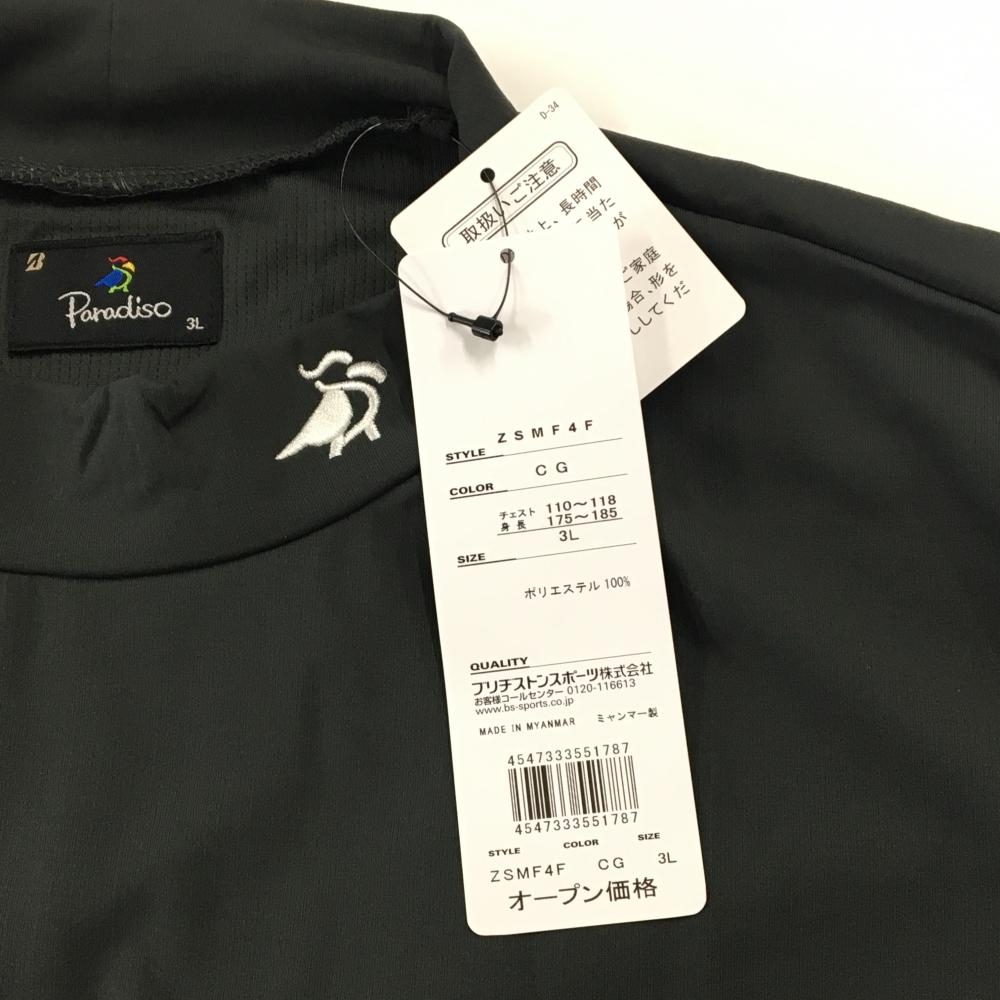 Paradiso
3L
D-34
取扱いご注意
上、長時間
当た
が
ご家庭
場合、形を
してくだ
ZSMF4F
STYLE
CG
COLOR
チェスト 110〜118
身長 175〜185
3L
SIZE
ポリエステル 100%
QUALITY
ブリヂストンスポーツ株式会社
お客様コールセンター 0120-116613
www.bs-sports.co.jp
MADE IN MYANMAR ミャンマー製
4547333551787
4547333551787
STYLE COLOR SIZE
ZSMF4F CG 3L
オープン価格